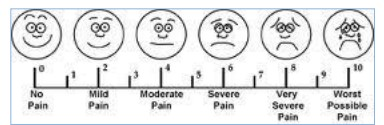 0 1 2 3 4 5 6 7 8 9 10
No Pain
Mild Pain
Moderate Pain
Severe Pain
Very Severe Pain
Worst Possible Pain